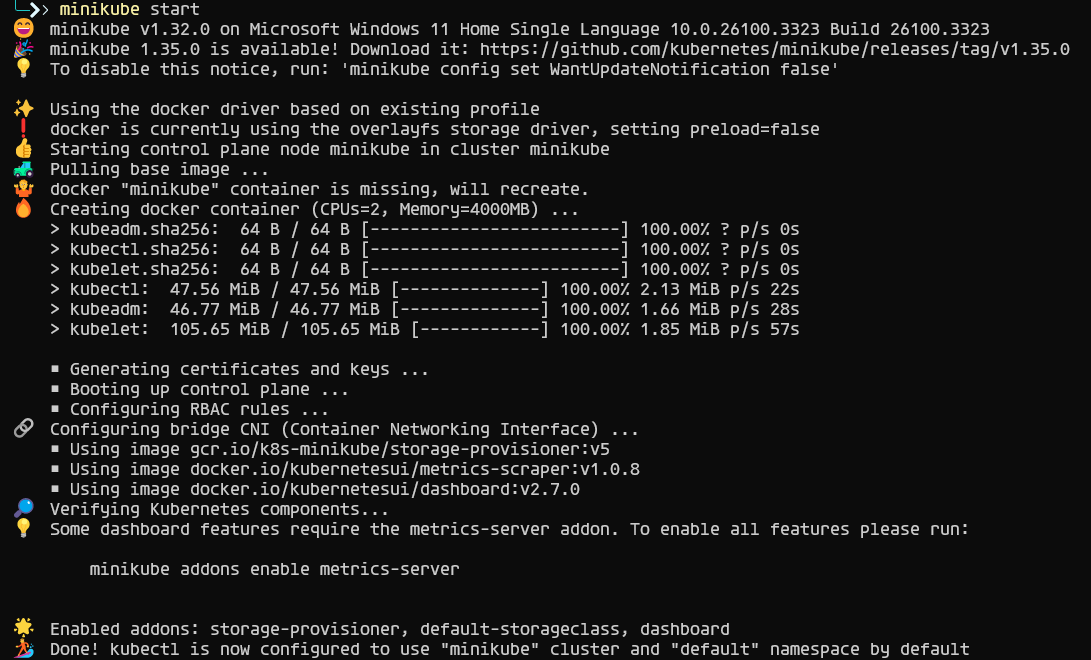 minikube start
😄 minikube v1.32.0 on Microsoft Windows 11 Home Single Language 10.0.26100.3323 Build 26100.3323
🎉 minikube 1.35.0 is available! Download it: https://github.com/kubernetes/minikube/releases/tag/v1.35.0
💡 To disable this notice, run: 'minikube config set WantUpdateNotification false'

✨ Using the docker driver based on existing profile
❗ docker is currently using the overlayfs storage driver, setting preload=false
👍 Starting control plane node minikube in cluster minikube
🚜 Pulling base image ...
🤷 docker "minikube" container is missing, will recreate.
🔥 Creating docker container (CPUs=2, Memory=4000MB) ...
> kubeadm.sha256: 64 B / 64 B [-------------------------] 100.00% ? p/s 0s
> kubectl.sha256: 64 B / 64 B [-------------------------] 100.00% ? p/s 0s
> kubelet.sha256: 64 B / 64 B [-------------------------] 100.00% ? p/s 0s
> kubectl: 47.56 MiB / 47.56 MiB [--------------] 100.00% 2.13 MiB p/s 22s
> kubeadm: 46.77 MiB / 46.77 MiB [--------------] 100.00% 1.66 MiB p/s 28s
> kubelet: 105.65 MiB / 105.65 MiB [------------] 100.00% 1.85 MiB p/s 57s

▪ Generating certificates and keys ...
▪ Booting up control plane ...
▪ Configuring RBAC rules ...
🔗 Configuring bridge CNI (Container Networking Interface) ...
▪ Using image gcr.io/k8s-minikube/storage-provisioner:v5
▪ Using image docker.io/kubernetesui/metrics-scraper:v1.0.8
▪ Using image docker.io/kubernetesui/dashboard:v2.7.0
🔎 Verifying Kubernetes components...
💡 Some dashboard features require the metrics-server addon. To enable all features please run:

minikube addons enable metrics-server

🌟 Enabled addons: storage-provisioner, default-storageclass, dashboard
🏄 Done! kubectl is now configured to use "minikube" cluster and "default" namespace by default